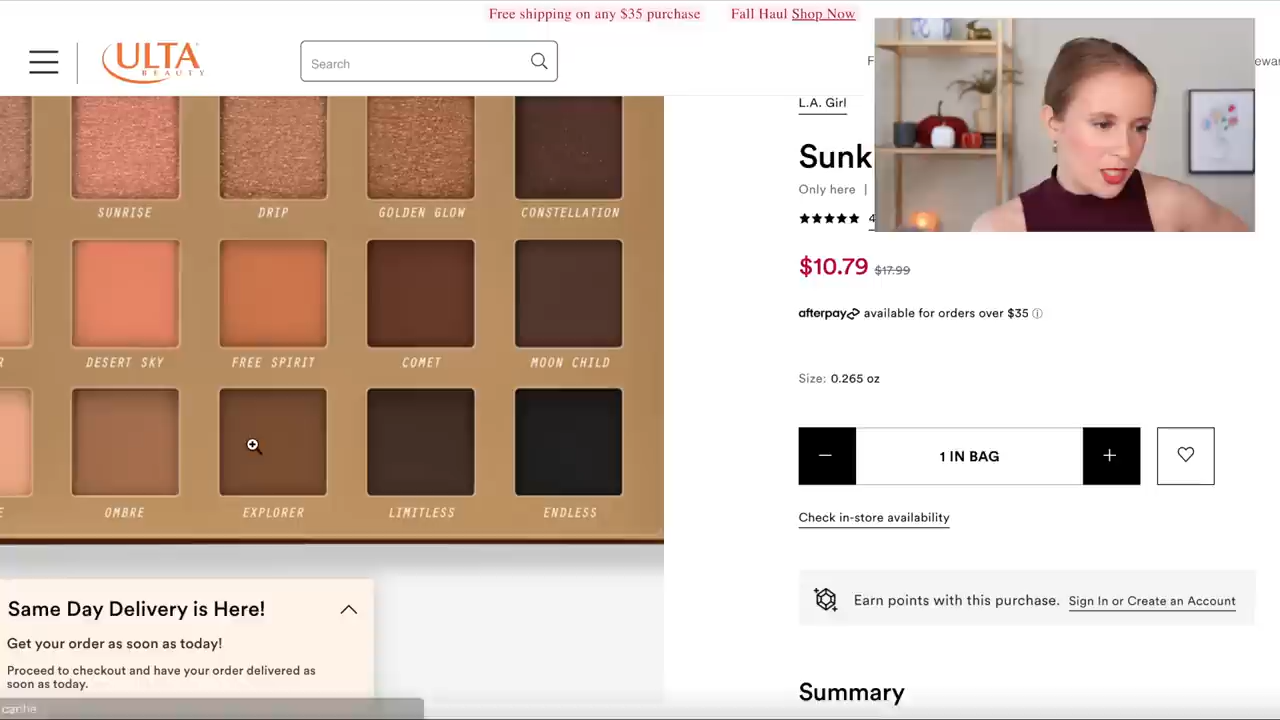 Free shipping on any $35 purchase Fall Haul Shop Now
ULTA
BEAUTY
Search
L.A. Girl
Sunk
Only here |
4
$10.79 $17.99
afterpay available for orders over $35
Size: 0.265 oz
1 IN BAG
Check in-store availability
Earn points with this purchase. Sign In or Create an Account
Summary
SUNRISE DRIP GOLDEN GLOW CONSTELLATION
DESERT SKY FREE SPIRIT COMET MOON CHILD
OMBRE EXPLORER LIMITLESS ENDLESS
Same Day Delivery is Here!
Get your order as soon as today!
Proceed to checkout and have your order delivered as
soon as today.